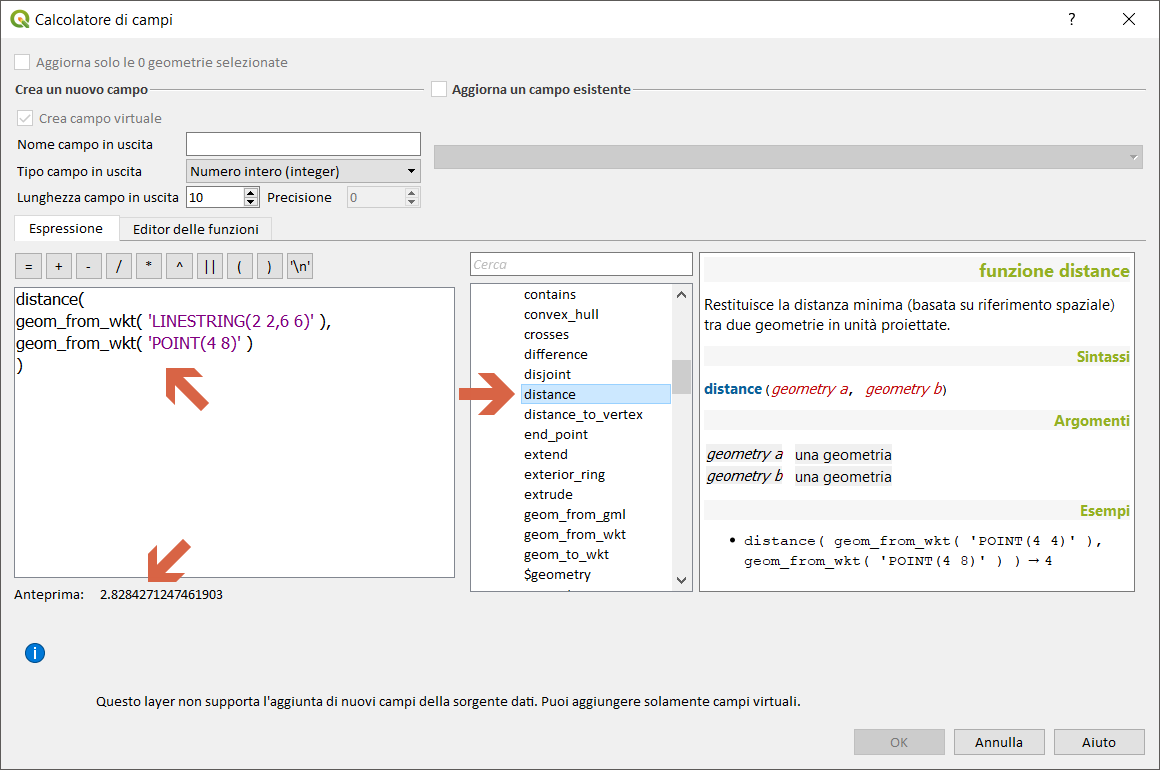 Calcolatore di campi
?
Aggiorna solo le 0 geometrie selezionate
Crea un nuovo campo
Aggiorna un campo esistente
Crea campo virtuale
Nome campo in uscita
Tipo campo in uscita
Numero intero (integer)
Lunghezza campo in uscita
10
Precisione
0
Espressione
Editor delle funzioni
= + - / * ^ || ( ) '\n'
distance(
geom_from_wkt( 'LINESTRING(2 2,6 6)' ),
geom_from_wkt( 'POINT(4 8)' )
)
Anteprima: 2.8284271247461903
Cerca
contains
convex_hull
crosses
difference
disjoint
distance
distance_to_vertex
end_point
extend
exterior_ring
extrude
geom_from_gml
geom_from_wkt
geom_to_wkt
$geometry
funzione distance
Restituisce la distanza minima (basata su riferimento spaziale)
tra due geometrie in unità proiettate.
Sintassi
distance(geometry a, geometry b)
Argomenti
geometry a una geometria
geometry b una geometria
Esempi
• distance( geom_from_wkt( 'POINT(4 4)' ),
geom_from_wkt( 'POINT(4 8)' ) ) → 4
i
Questo layer non supporta l'aggiunta di nuovi campi della sorgente dati. Puoi aggiungere solamente campi virtuali.
OK
Annulla
Aiuto